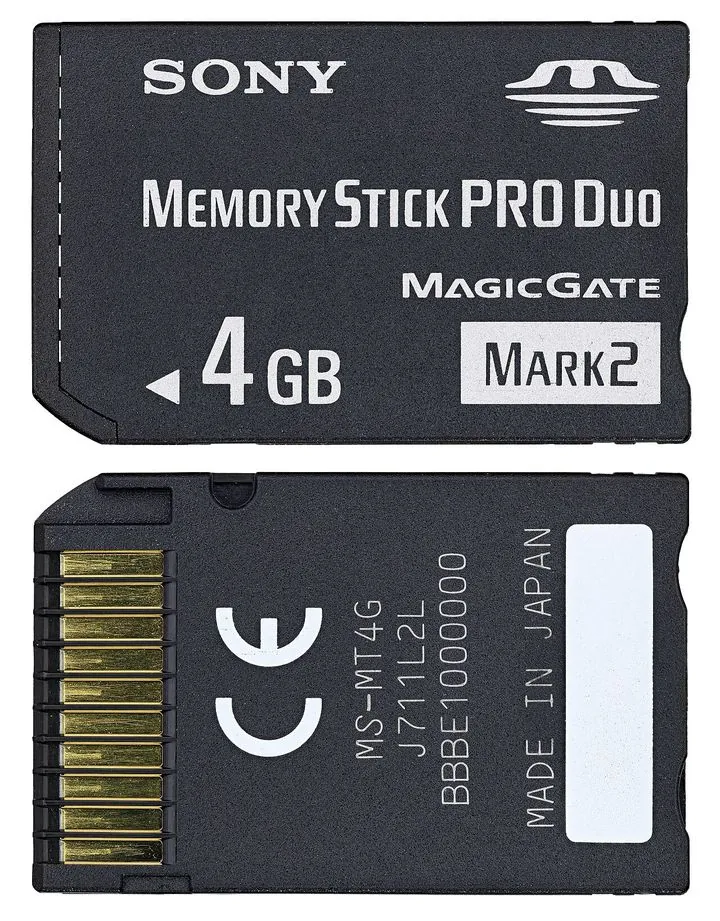 SONY
MEMORY STICK PRO DUO
MAGICGATE
4 GB
MARK2
CE
MS-MT4G
J711L2L
BBBE1000000
MADE IN JAPAN